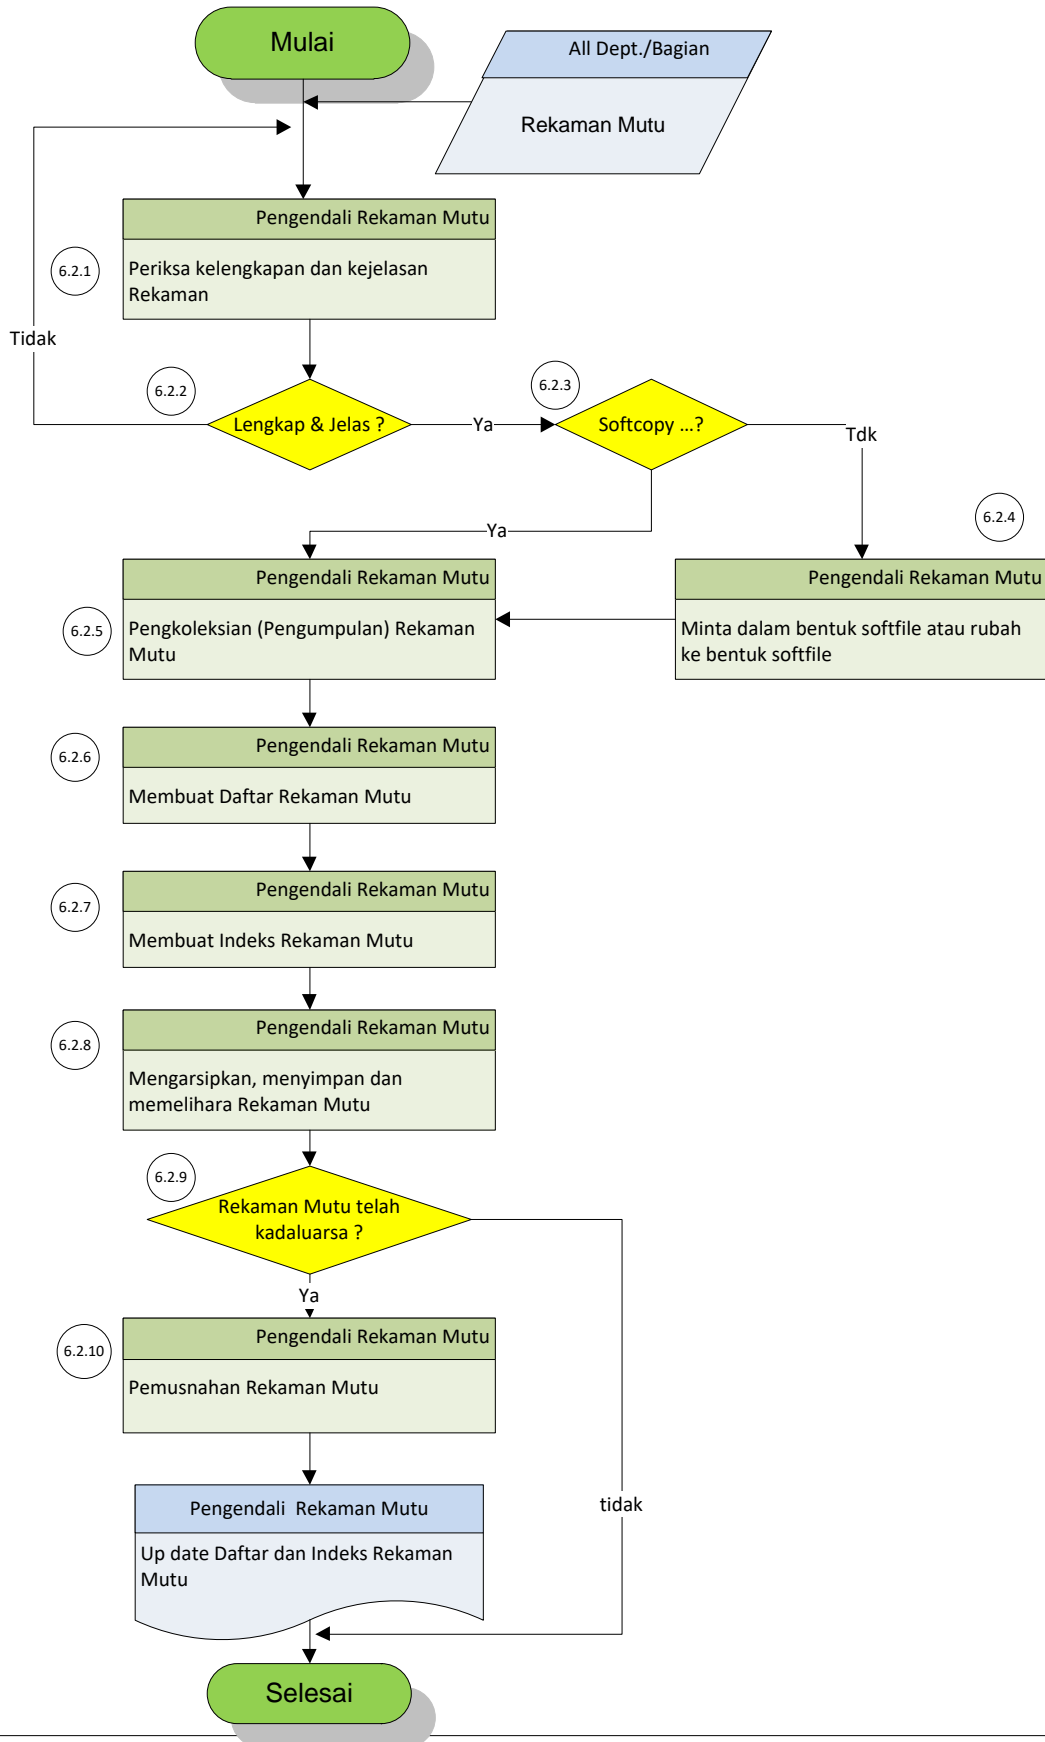 Mulai
All Dept./Bagian
Rekaman Mutu
Pengendali Rekaman Mutu
6.2.1
Periksa kelengkapan dan kejelasan
Rekaman
Tidak
6.2.2
Lengkap & Jelas ?
Ya
6.2.3
Softcopy ...?
Tdk
6.2.4
Ya
Pengendali Rekaman Mutu
Minta dalam bentuk softfile atau rubah
ke bentuk softfile
Pengendali Rekaman Mutu
6.2.5
Pengkoleksian (Pengumpulan) Rekaman
Mutu
Pengendali Rekaman Mutu
6.2.6
Membuat Daftar Rekaman Mutu
Pengendali Rekaman Mutu
6.2.7
Membuat Indeks Rekaman Mutu
Pengendali Rekaman Mutu
6.2.8
Mengarsipkan, menyimpan dan
memelihara Rekaman Mutu
6.2.9
Rekaman Mutu telah
kadaluarsa ?
Ya
Pengendali Rekaman Mutu
6.2.10
Pemusnahan Rekaman Mutu
Pengendali  Rekaman Mutu
tidak
Up date Daftar dan Indeks Rekaman
Mutu
Selesai